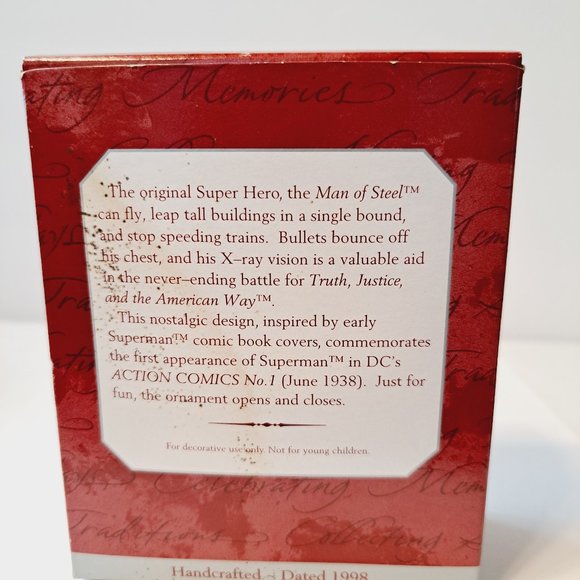 ating Memories Trad
The original Super Hero, the Man of Steel™
can fly, leap tall buildings in a single bound,
and stop speeding trains. Bullets bounce off
his chest, and his X–ray vision is a valuable aid
in the never–ending battle for Truth, Justice,
and the American Way™.
This nostalgic design, inspired by early
Superman™ comic book covers, commemorates
the first appearance of Superman™ in DC's
ACTION COMICS No.1 (June 1938). Just for
fun, the ornament opens and closes.
For decorative use only. Not for young children.
Celebrating Mem
Traditions Collecting
Handcrafted – Dated 1998